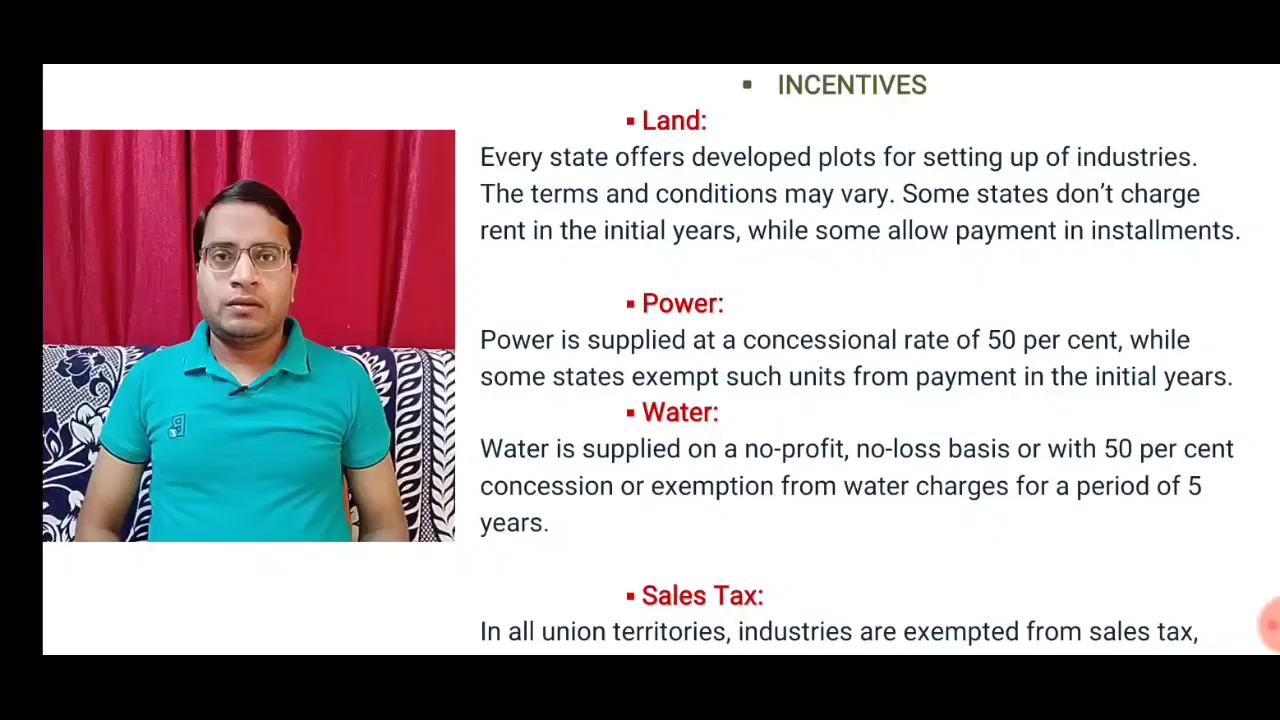 ▪ INCENTIVES
▪ Land:
Every state offers developed plots for setting up of industries.
The terms and conditions may vary. Some states don’t charge
rent in the initial years, while some allow payment in installments.
▪ Power:
Power is supplied at a concessional rate of 50 per cent, while
some states exempt such units from payment in the initial years.
▪ Water:
Water is supplied on a no-profit, no-loss basis or with 50 per cent
concession or exemption from water charges for a period of 5
years.
▪ Sales Tax:
In all union territories, industries are exempted from sales tax,